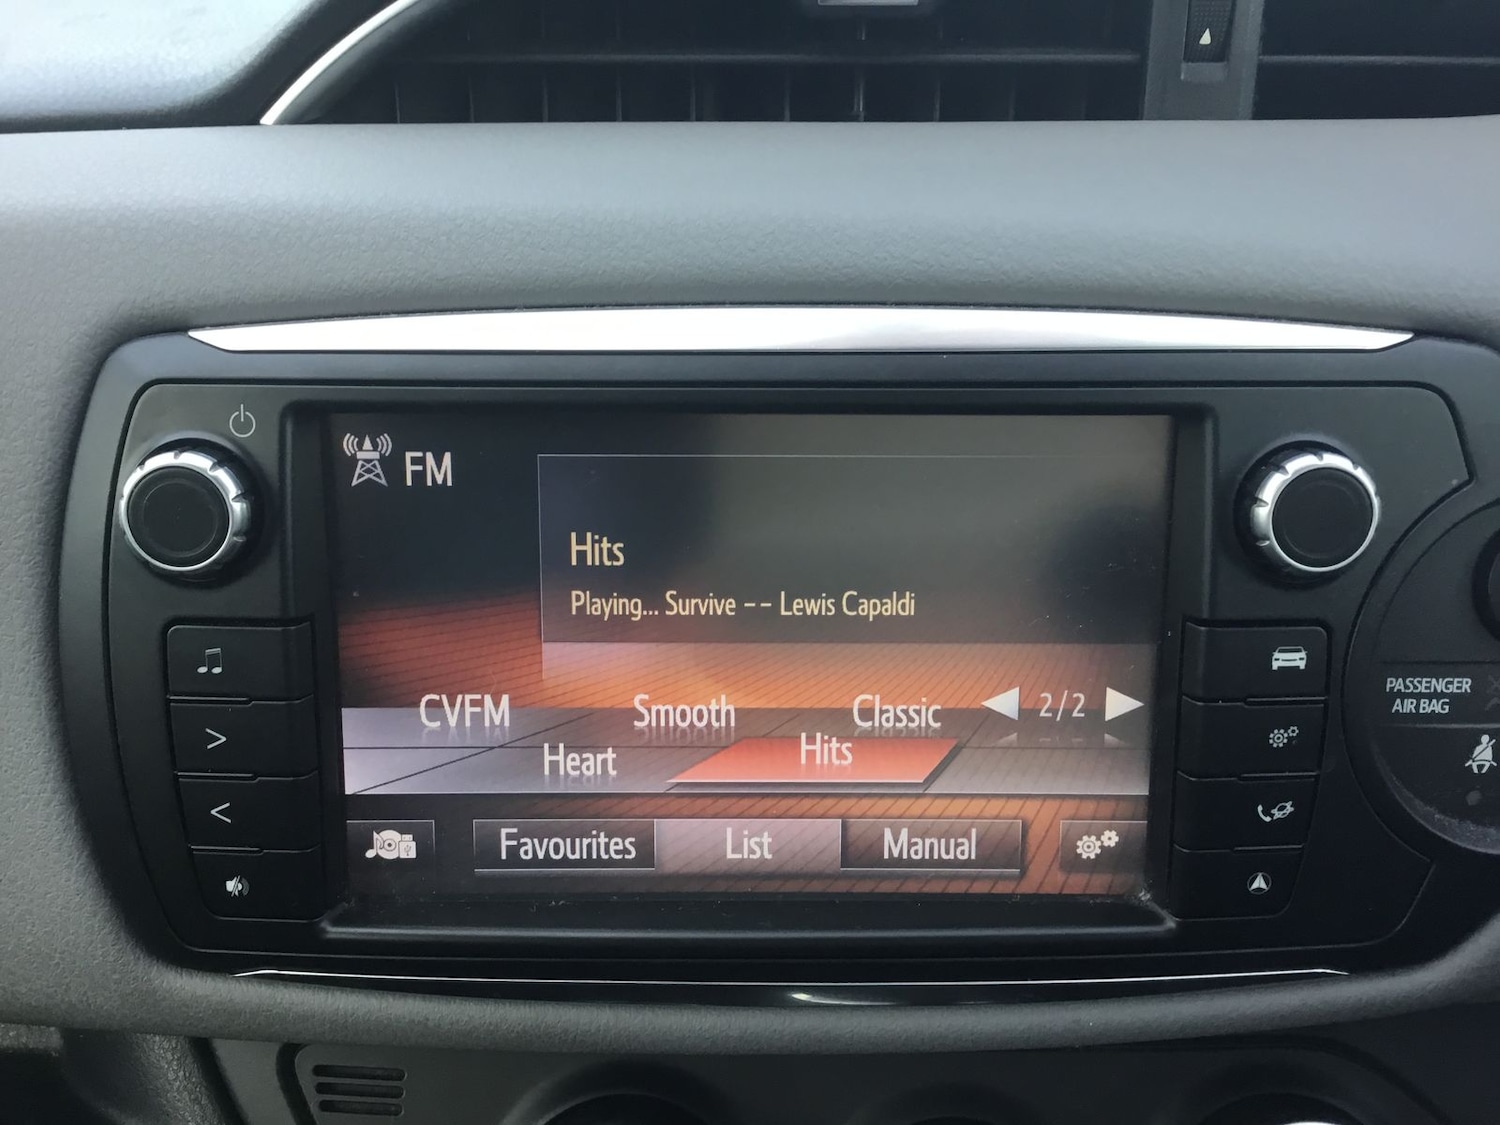 FM
Hits
Playing... Survive -- Lewis Capaldi
CVFM Smooth Classic 2/2
Heart Hits
Favourites List Manual
PASSENGER
AIR BAG